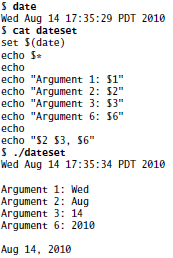 $ date
Wed Aug 14 17:35:29 PDT 2010
$ cat dateset
set $(date)
echo $*
echo
echo "Argument 1: $1"
echo "Argument 2: $2"
echo "Argument 3: $3"
echo "Argument 6: $6"
echo
echo "$2 $3, $6"
$ ./dateset
Wed Aug 14 17:35:34 PDT 2010
Argument 1: Wed
Argument 2: Aug
Argument 3: 14
Argument 6: 2010
Aug 14, 2010